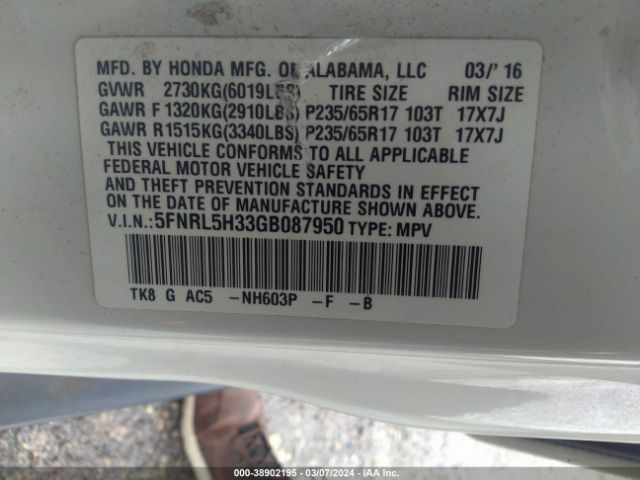 MFD. BY HONDA MFG. OF ALABAMA, LLC 03/' 16
GVWR 2730KG(6019LBS) TIRE SIZE RIM SIZE
GAWR F 1320KG(2910LBS) P235/65R17 103T 17X7J
GAWR R 1515KG(3340LBS) P235/65R17 103T 17X7J
THIS VEHICLE CONFORMS TO ALL APPLICABLE
FEDERAL MOTOR VEHICLE SAFETY
AND THEFT PREVENTION STANDARDS IN EFFECT
ON THE DATE OF MANUFACTURE SHOWN ABOVE.
V.I.N.:5FNRL5H33GB087950 TYPE: MPV
TK8 G AC5 -NH603P -F -B
000-38902195 - 03/07/2024 - IAA Inc.